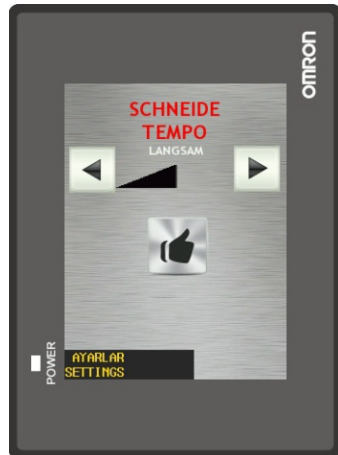 OMRON
SCHNEIDE
TEMPO
LANGSAM
POWER
AYARLAR
SETTINGS